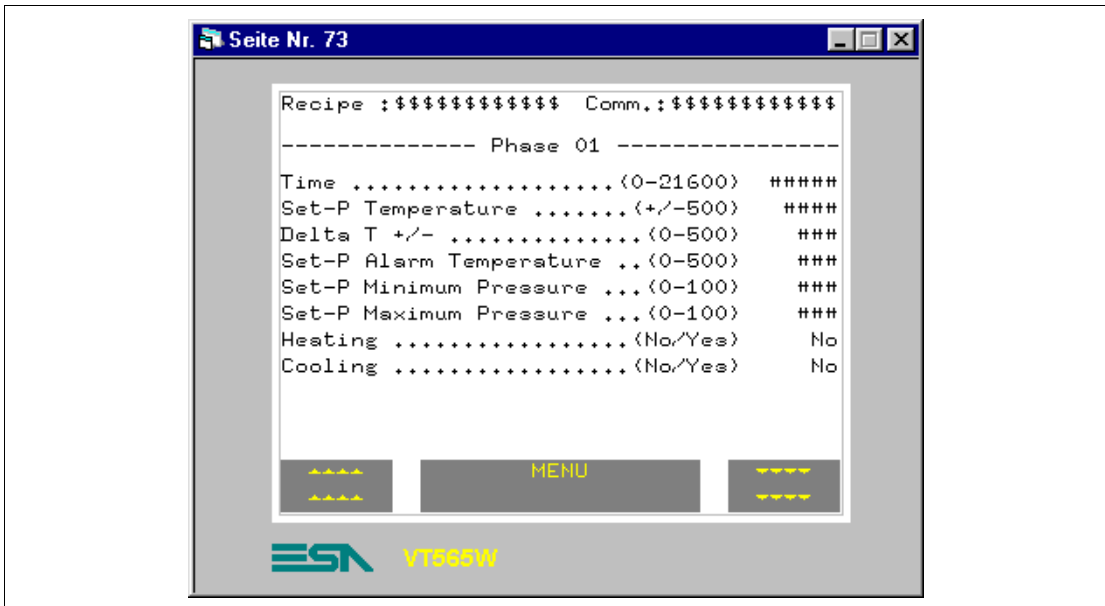 Seite Nr. 73
Recipe :$$$$$$$$$$$$ Comm.:$$$$$$$$$$$$
-------------- Phase 01 ----------------
Time ...................(0-21600) #####
Set-P Temperature .......(+/-500) ####
Delta T +/- ..............(0-500) ###
Set-P Alarm Temperature ..(0-500) ###
Set-P Minimum Pressure ...(0-100) ###
Set-P Maximum Pressure ...(0-100) ###
Heating .................(No/Yes) No
Cooling .................(No/Yes) No
MENU
ESA VT565W